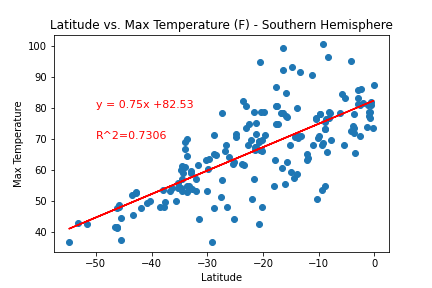 Latitude vs. Max Temperature (F) - Southern Hemisphere
100
90
80
70
60
50
40
Max Temperature
y = 0.75x +82.53
R^2=0.7306
−50
−40
−30
−20
−10
0
Latitude